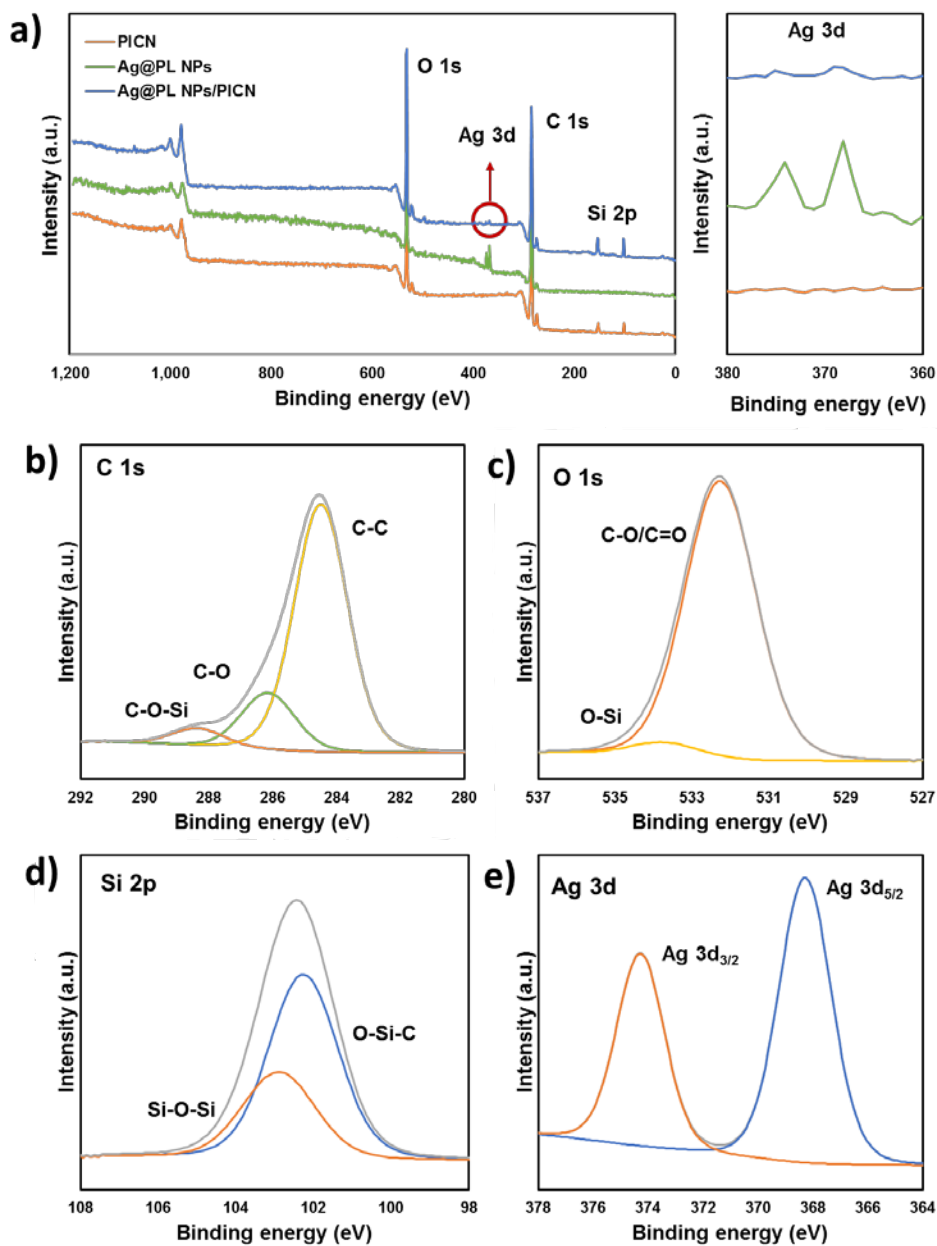 a)
PICN
Ag@PL NPs
Ag@PL NPs/PICN
O 1s
C 1s
Ag 3d
Si 2p
Intensity (a.u.)
1,200 1,000 800 600 400 200 0
Binding energy (eV)
Ag 3d
Intensity (a.u.)
380 370 360
Binding energy (eV)
b)
C 1s
C-C
C-O
C-O-Si
Intensity (a.u.)
292 290 288 286 284 282 280
Binding energy (eV)
c)
O 1s
C-O/C=O
O-Si
Intensity (a.u.)
537 535 533 531 529 527
Binding energy (eV)
d)
Si 2p
O-Si-C
Si-O-Si
Intensity (a.u.)
108 106 104 102 100 98
Binding energy (eV)
e)
Ag 3d
Ag 3d5/2
Ag 3d3/2
Intensity (a.u.)
378 376 374 372 370 368 366 364
Binding energy (eV)